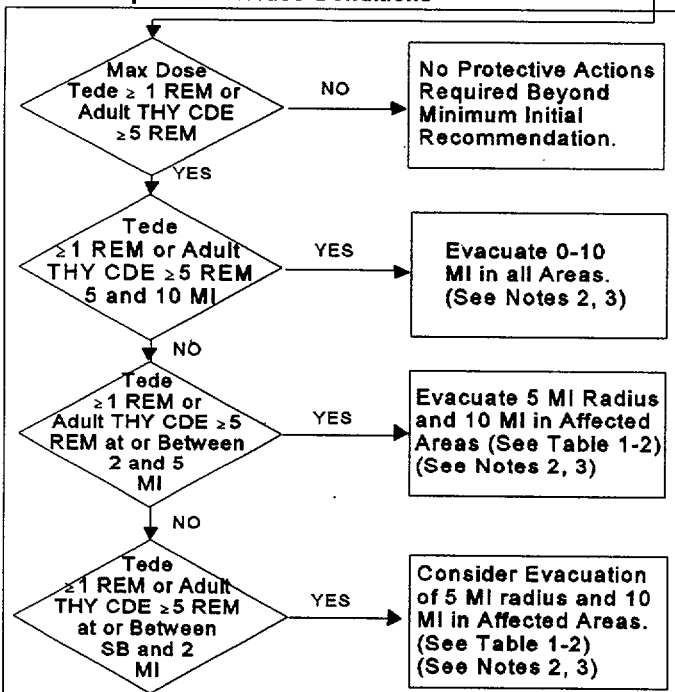 Max Dose
Tede ≥ 1 REM or
Adult THY CDE
≥5 REM
NO
No Protective Actions
Required Beyond
Minimum Initial
Recommendation.
YES
Tede
≥1 REM or Adult
THY CDE ≥5 REM
5 and 10 MI
YES
Evacuate 0-10
MI in all Areas.
(See Notes 2, 3)
NO
Tede
≥1 REM or
Adult THY CDE ≥5
REM at or Between
2 and 5
MI
YES
Evacuate 5 MI Radius
and 10 MI in Affected
Areas (See Table 1-2)
(See Notes 2, 3)
NO
Tede
≥1 REM or Adult
THY CDE ≥5 REM
at or Between
SB and 2
MI
YES
Consider Evacuation
of 5 MI radius and 10
MI in Affected Areas.
(See Table 1-2)
(See Notes 2, 3)